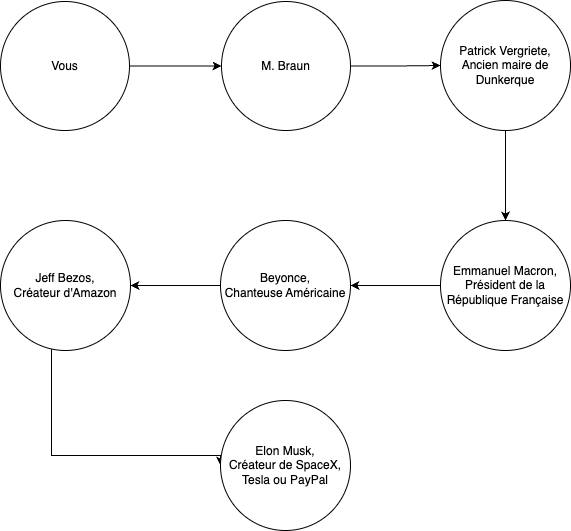 Vous
M. Braun
Patrick Vergriete,
Ancien maire de
Dunkerque
Emmanuel Macron,
Président de la
République Française
Beyonce,
Chanteuse Américaine
Jeff Bezos,
Créateur d'Amazon
Elon Musk,
Créateur de SpaceX,
Tesla ou PayPal